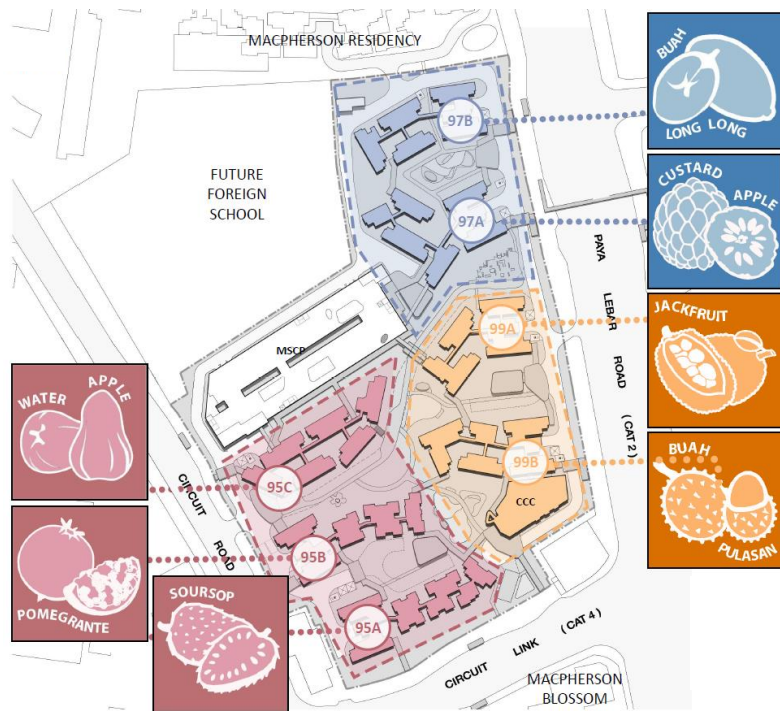 MACPHERSON RESIDENCY
BUAH
LONG LONG
97B
FUTURE
FOREIGN
SCHOOL
CUSTARD
APPLE
97A
PAYA
LEBAR
ROAD
( CAT 2 )
JACKFRUIT
99A
MSCP
WATER
APPLE
BUAH
PULASAN
99B
95C
CCC
CIRCUIT
ROAD
95B
POMEGRANTE
SOURSOP
95A
CIRCUIT LINK ( CAT 4 )
MACPHERSON
BLOSSOM